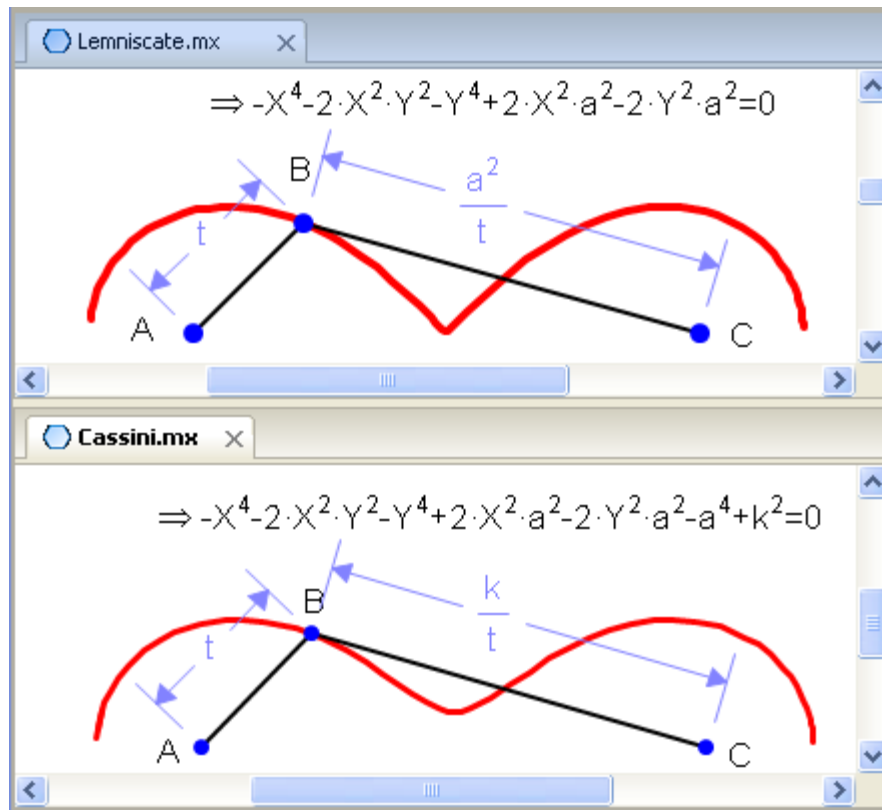 Lemniscate.mx
⇒ -X⁴-2·X²·Y²-Y⁴+2·X²·a²-2·Y²·a²=0
B
a²
t
t
A
C
Cassini.mx
⇒ -X⁴-2·X²·Y²-Y⁴+2·X²·a²-2·Y²·a²-a⁴+k²=0
B
k
t
t
A
C